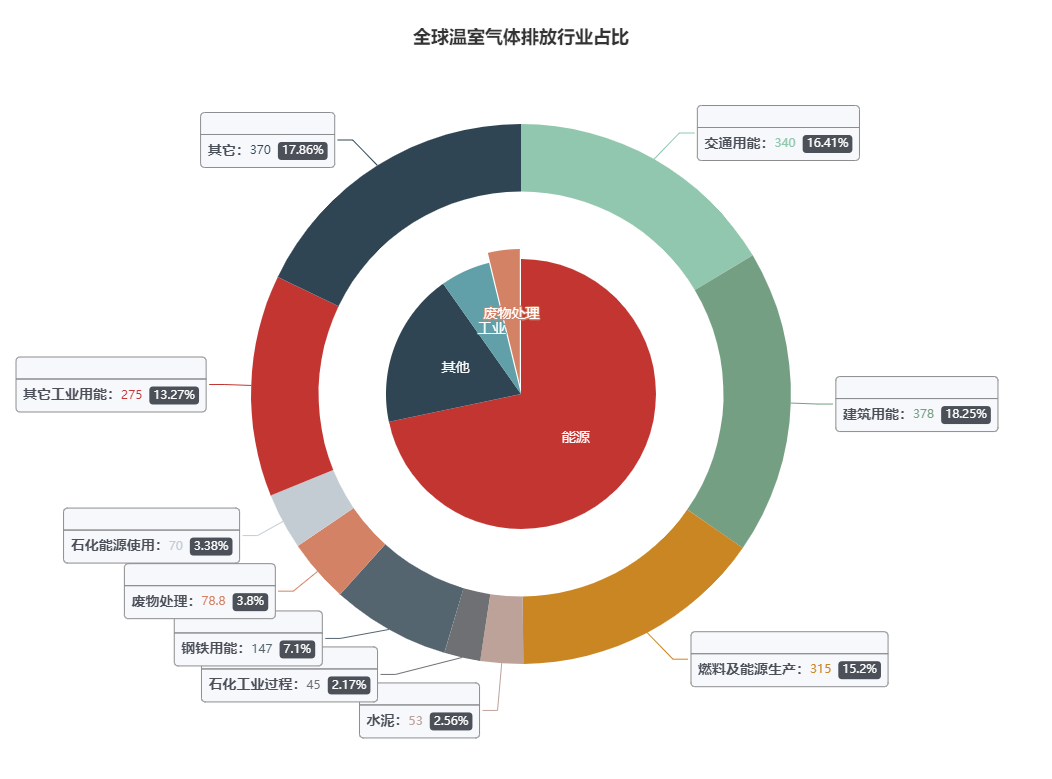 全球温室气体排放行业占比
交通用能：340 16.41%
其它：370 17.86%
废物处理
工业
其他
能源
其它工业用能：275 13.27%
建筑用能：378 18.25%
石化能源使用：70 3.38%
废物处理：78.8 3.8%
钢铁用能：147 7.1%
燃料及能源生产：315 15.2%
石化工业过程：45 2.17%
水泥：53 2.56%